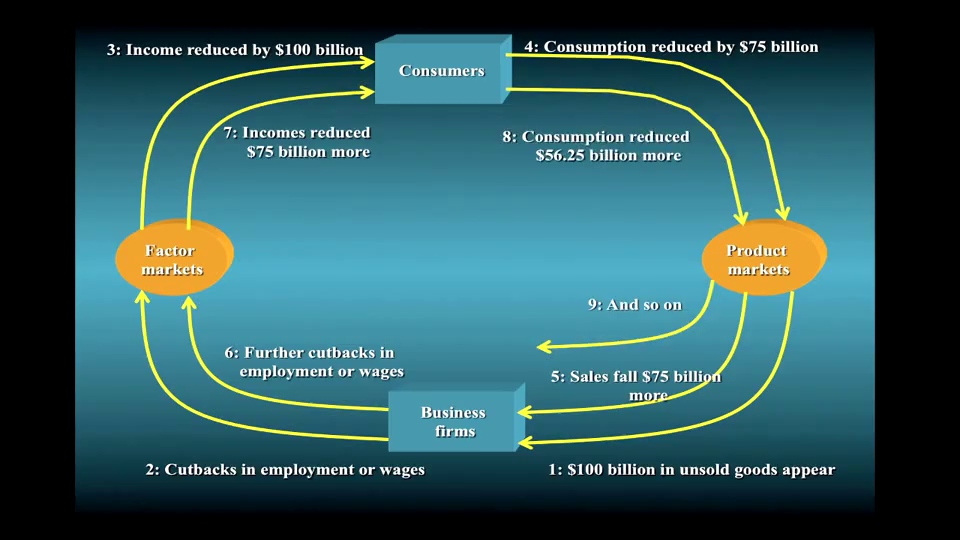 3: Income reduced by $100 billion
4: Consumption reduced by $75 billion
Consumers
7: Incomes reduced
$75 billion more
8: Consumption reduced
$56.25 billion more
Factor
markets
Product
markets
9: And so on
6: Further cutbacks in
employment or wages
5: Sales fall $75 billion
more
Business
firms
2: Cutbacks in employment or wages
1: $100 billion in unsold goods appear